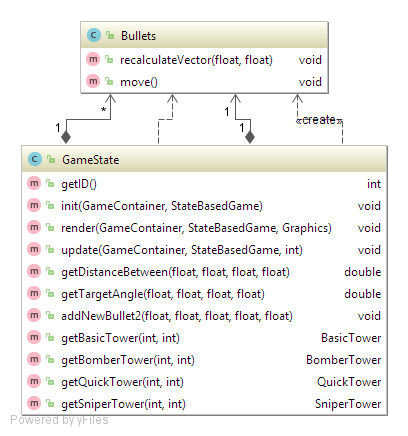 C Bullets
m recalculateVector(float, float) void
m move() void
* 1
1 1
«create»
C GameState
m getID() int
m init(GameContainer, StateBasedGame) void
m render(GameContainer, StateBasedGame, Graphics) void
m update(GameContainer, StateBasedGame, int) void
m getDistanceBetween(float, float, float, float) double
m getTargetAngle(float, float, float, float) double
m addNewBullet2(float, float, float, float, float) void
m getBasicTower(int, int) BasicTower
m getBomberTower(int, int) BomberTower
m getQuickTower(int, int) QuickTower
m getSniperTower(int, int) SniperTower
Powered by yFiles